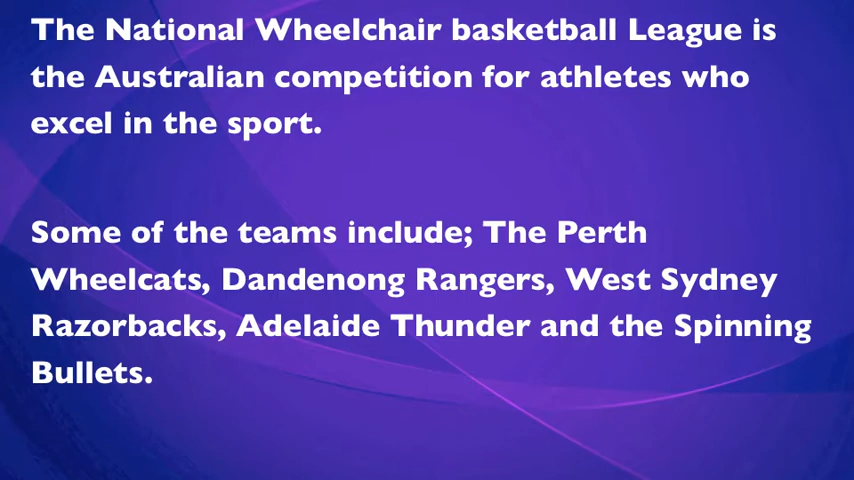 The National Wheelchair basketball League is
the Australian competition for athletes who
excel in the sport.
Some of the teams include; The Perth
Wheelcats, Dandenong Rangers, West Sydney
Razorbacks, Adelaide Thunder and the Spinning
Bullets.